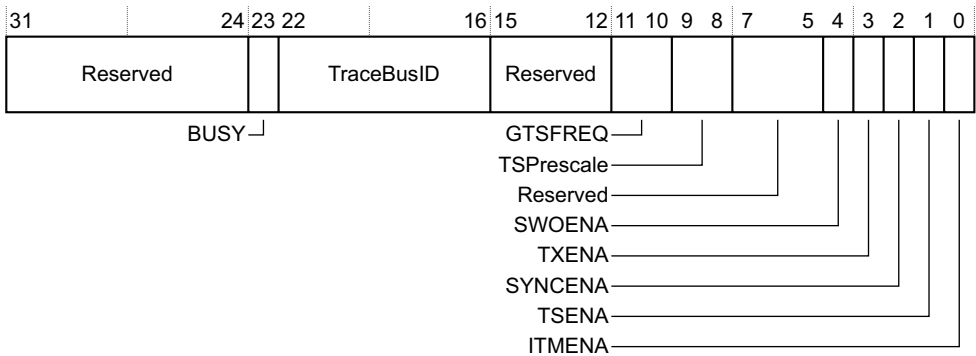 31 24 23 22 16 15 12 11 10 9 8 7 5 4 3 2 1 0
Reserved TraceBusID Reserved
BUSY GTSFREQ
TSPrescale
Reserved
SWOENA
TXENA
SYNCENA
TSENA
ITMENA